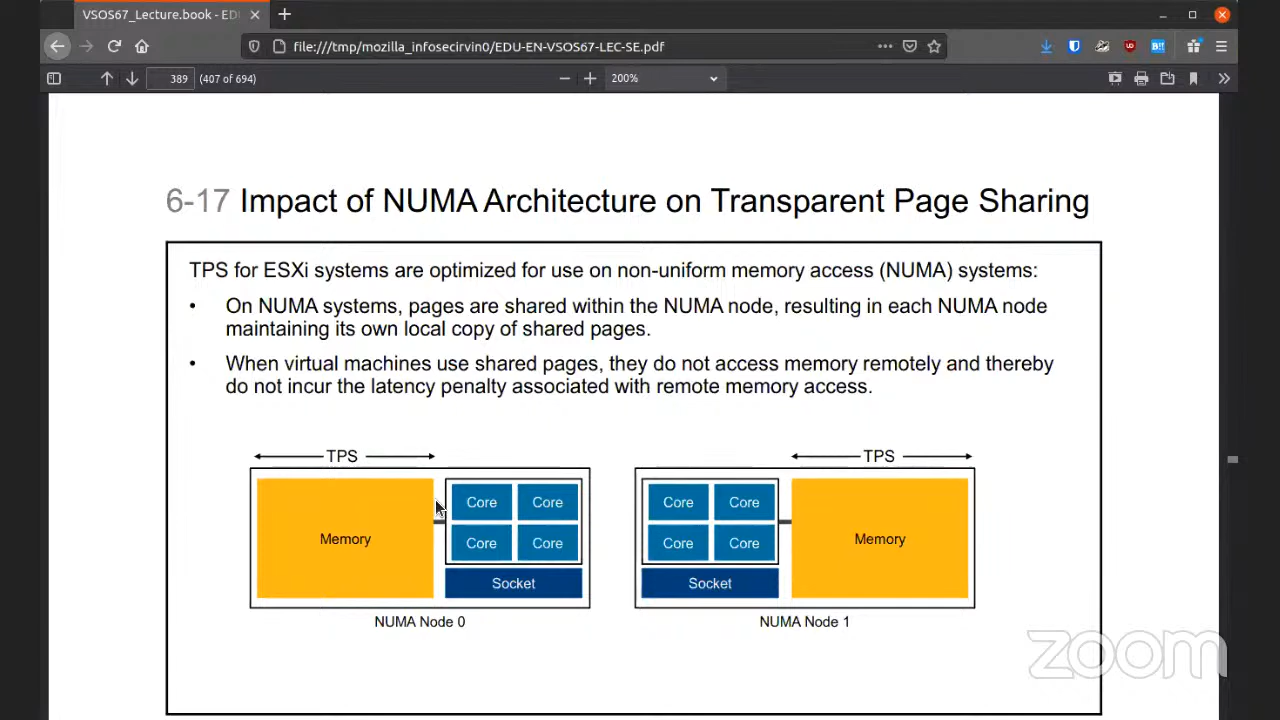 VSOS67_Lecture.book - EDU
file:///tmp/mozilla_infosecirvin0/EDU-EN-VSOS67-LEC-SE.pdf
389 (407 of 694) 200%
6-17 Impact of NUMA Architecture on Transparent Page Sharing
TPS for ESXi systems are optimized for use on non-uniform memory access (NUMA) systems:
• On NUMA systems, pages are shared within the NUMA node, resulting in each NUMA node
maintaining its own local copy of shared pages.
• When virtual machines use shared pages, they do not access memory remotely and thereby
do not incur the latency penalty associated with remote memory access.
TPS TPS
Core Core Core Core
Memory Memory
Core Core Core Core
Socket Socket
NUMA Node 0 NUMA Node 1
zoom